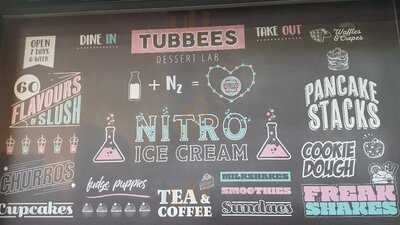 OPEN
7 DAYS
A WEEK
DINE IN
TUBBEES
DESSERT LAB
TAKE OUT
Waffles
& Crepes
60
FLAVOURS
OF SLUSH
+ N₂ =
PANCAKE
STACKS
NITRO
ICE CREAM
COOKIE
DOUGH
CHURROS
fudge puppies
Cupcakes
TEA &
COFFEE
MILKSHAKES
SMOOTHIES
Sundaes
FREAK
SHAKES